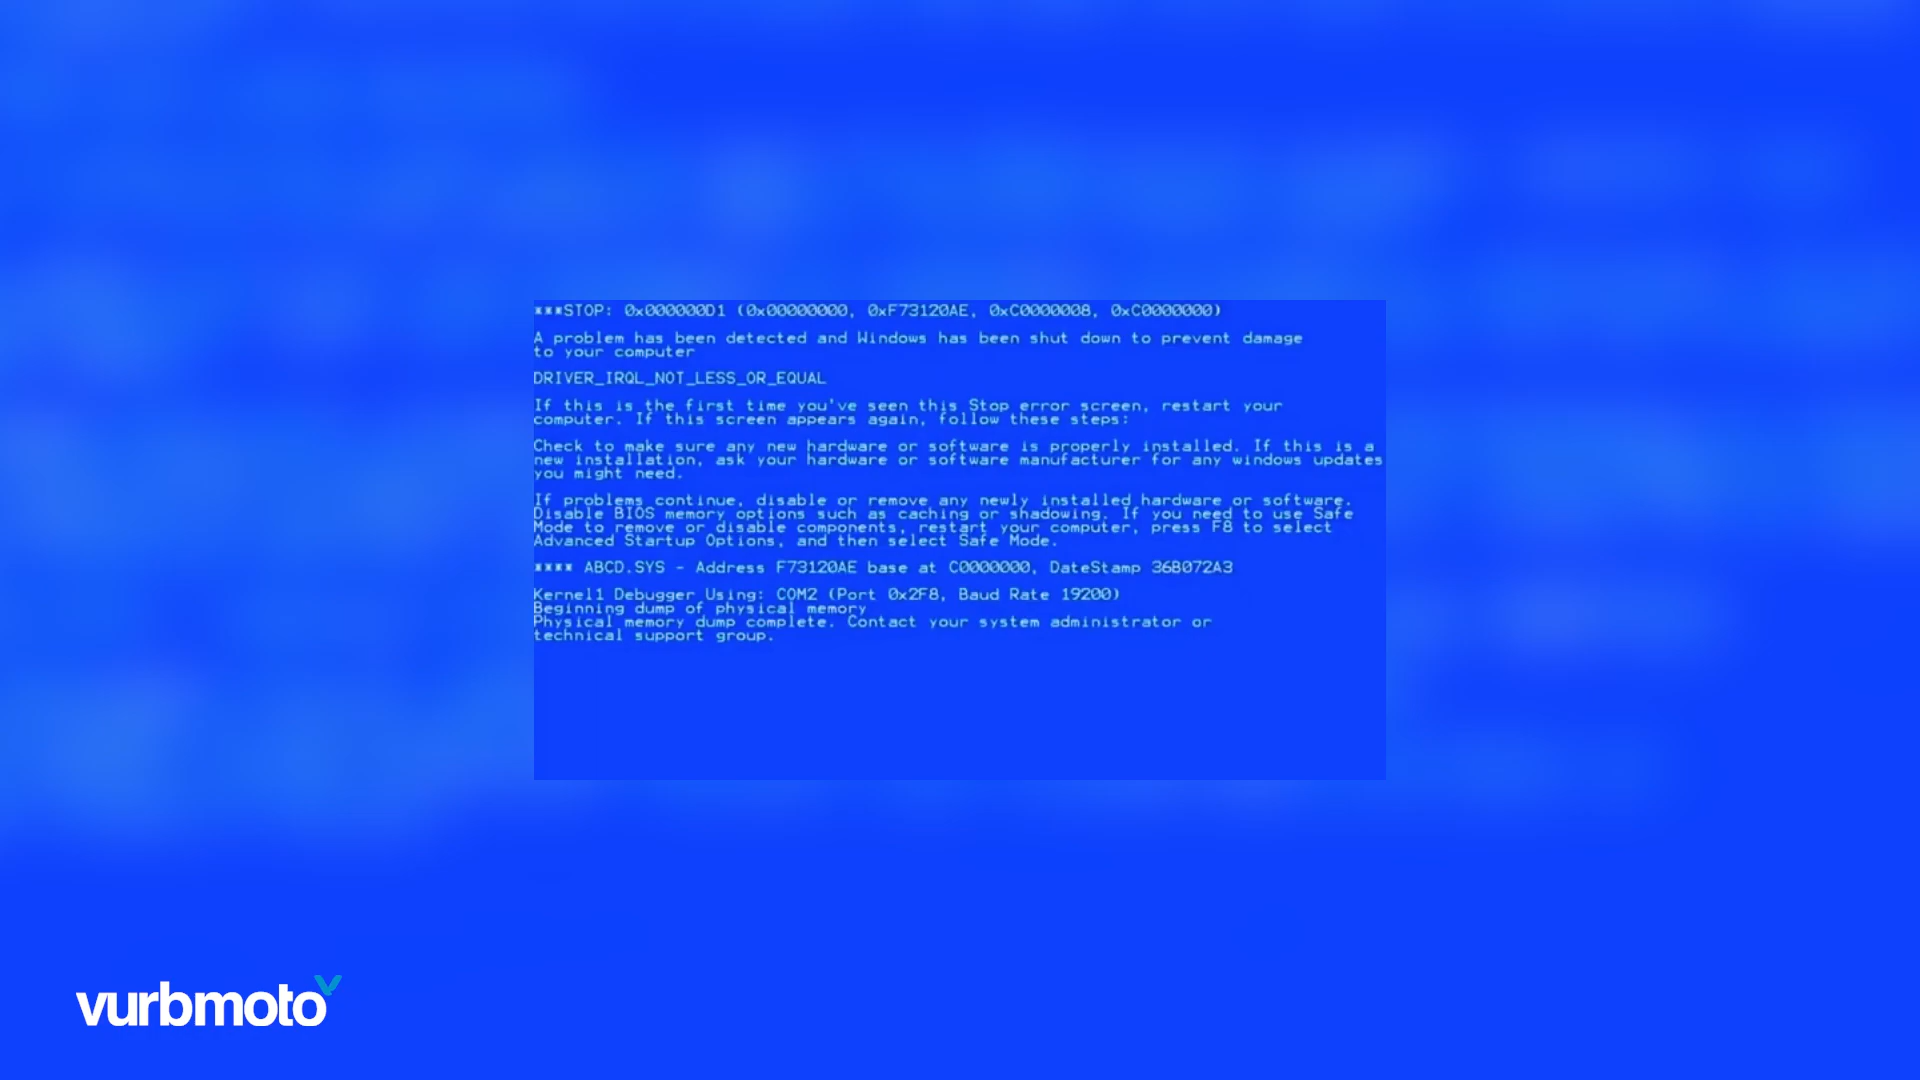 ***STOP: 0x000000D1 (0x00000000, 0xF73120AE, 0xC0000008, 0xC0000000)
A problem has been detected and Windows has been shut down to prevent damage
to your computer
DRIVER_IRQL_NOT_LESS_OR_EQUAL
If this is the first time you've seen this Stop error screen, restart your
computer. If this screen appears again, follow these steps:
Check to make sure any new hardware or software is properly installed. If this is a
new installation, ask your hardware or software manufacturer for any windows updates
you might need.
If problems continue, disable or remove any newly installed hardware or software.
Disable BIOS memory options such as caching or shadowing. If you need to use Safe
Mode to remove or disable components, restart your computer, press F8 to select
Advanced Startup Options, and then select Safe Mode.
**** ABCD.SYS - Address F73120AE base at C0000000, DateStamp 36B072A3
Kernel1 Debugger Using: COM2 (Port 0x2F8, Baud Rate 19200)
Beginning dump of physical memory
Physical memory dump complete. Contact your system administrator or
technical support group.
vurbmoto